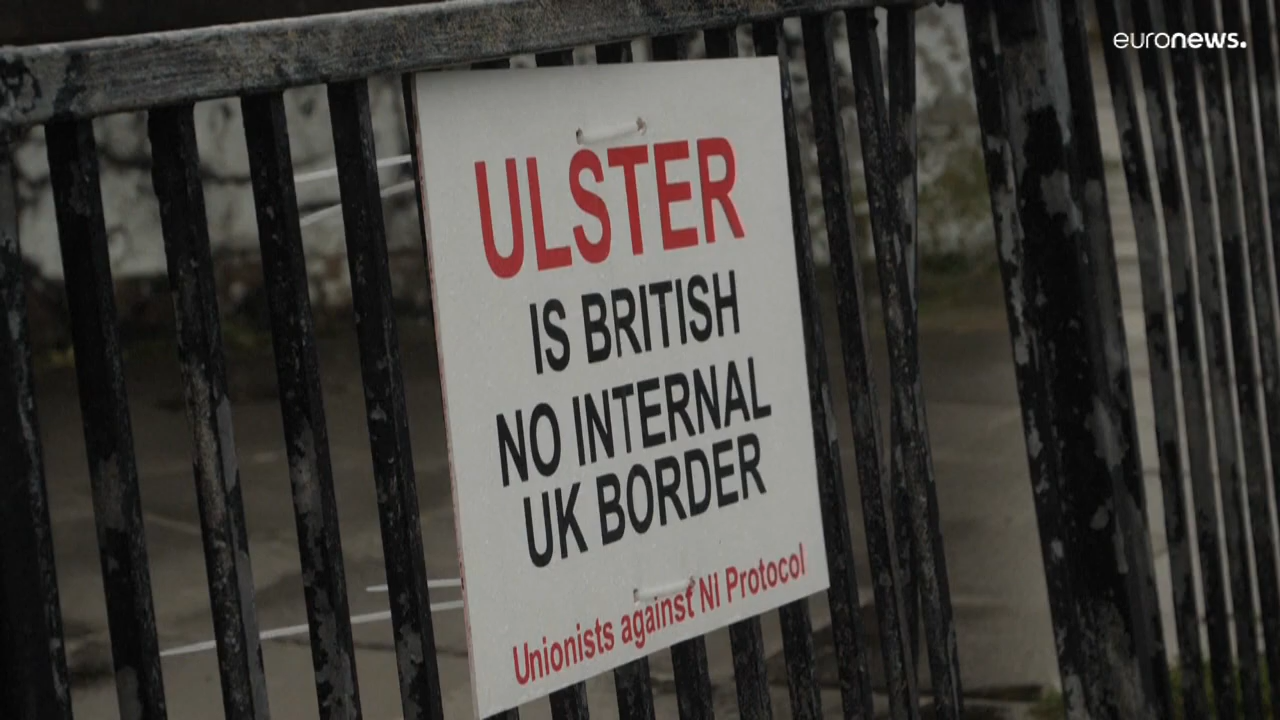 euronews.
ULSTER
IS BRITISH
NO INTERNAL
UK BORDER
Unionists against NI Protocol